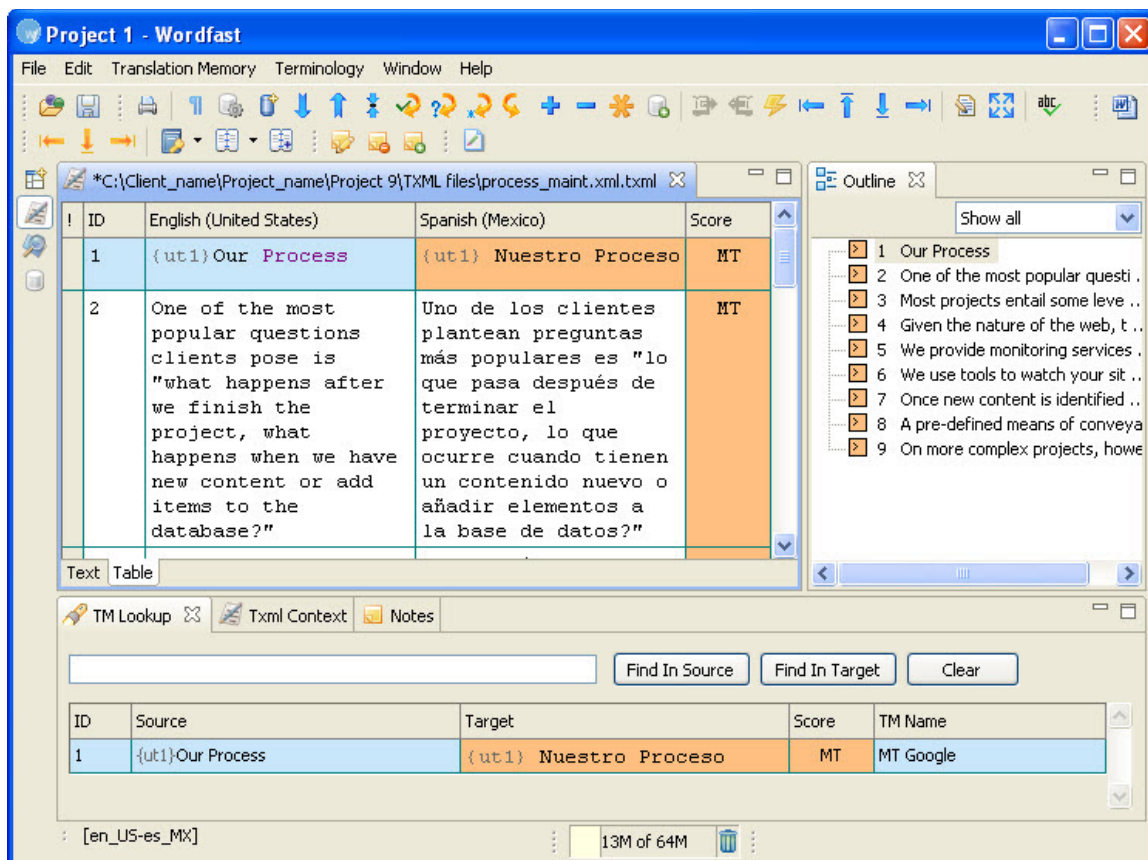 Project 1 - Wordfast
File Edit Translation Memory Terminology Window Help
abc
*C:\Client_name\Project_name\Project 9\TXML files\process_maint.xml.txml
! ID English (United States) Spanish (Mexico) Score
1 {ut1}Our Process {ut1} Nuestro Proceso MT
2 One of the most Uno de los clientes MT
popular questions plantean preguntas
clients pose is más populares es "lo
"what happens after que pasa después de
we finish the terminar el
project, what proyecto, lo que
happens when we have ocurre cuando tienen
new content or add un contenido nuevo o
items to the añadir elementos a
database?" la base de datos?"
Text Table
Outline
Show all
1 Our Process
2 One of the most popular questi .
3 Most projects entail some leve ...
4 Given the nature of the web, t ...
5 We provide monitoring services .
6 We use tools to watch your sit ...
7 Once new content is identified ...
8 A pre-defined means of conveya
9 On more complex projects, howe
TM Lookup Txml Context Notes
Find In Source Find In Target Clear
ID Source Target Score TM Name
1 {ut1}Our Process {ut1} Nuestro Proceso MT MT Google
[en_US-es_MX] 13M of 64M